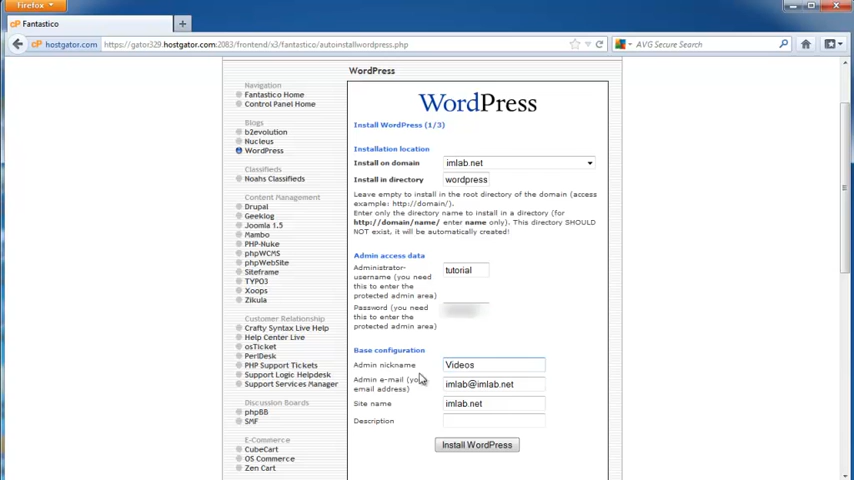 Firefox
Fantastico
hostgator.com
https://gator329.hostgator.com:2083/frontend/x3/fantastico/autoinstallwordpress.php
AVG Secure Search
WordPress
Navigation
Fantastico Home
Control Panel Home
Blogs
b2evolution
Nucleus
WordPress
Classifieds
Noahs Classifieds
Content Management
Drupal
Geeklog
Joomla 1.5
Mambo
PHP-Nuke
phpWCMS
phpWebSite
Siteframe
TYPO3
Xoops
Zikula
Customer Relationship
Crafty Syntax Live Help
Help Center Live
osTicket
PerlDesk
PHP Support Tickets
Support Logic Helpdesk
Support Services Manager
Discussion Boards
phpBB
SMF
E-Commerce
CubeCart
OS Commerce
Zen Cart
WordPress
Install WordPress (1/3)
Installation location
Install on domain imlab.net
Install in directory wordpress
Leave empty to install in the root directory of the domain (access
example: http://domain/).
Enter only the directory name to install in a directory (for
http://domain/name/ enter name only). This directory SHOULD
NOT exist, it will be automatically created!
Admin access data
Administrator-
username (you need
this to enter the
protected admin area)
tutorial
Password (you need
this to enter the
protected admin area)
Base configuration
Admin nickname Videos
Admin e-mail (your
email address)
imlab@imlab.net
Site name imlab.net
Description
Install WordPress